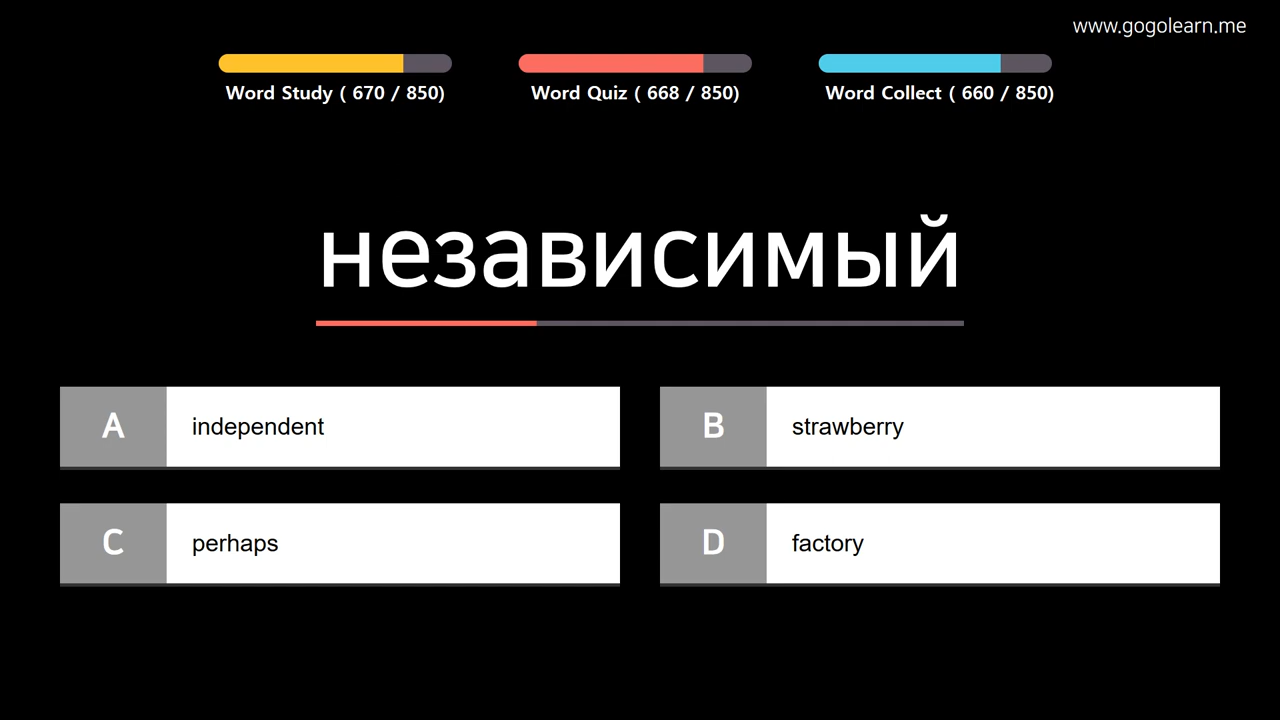 www.gogolearn.me
Word Study ( 670 / 850)
Word Quiz ( 668 / 850)
Word Collect ( 660 / 850)
независимый
A independent
B strawberry
C perhaps
D factory